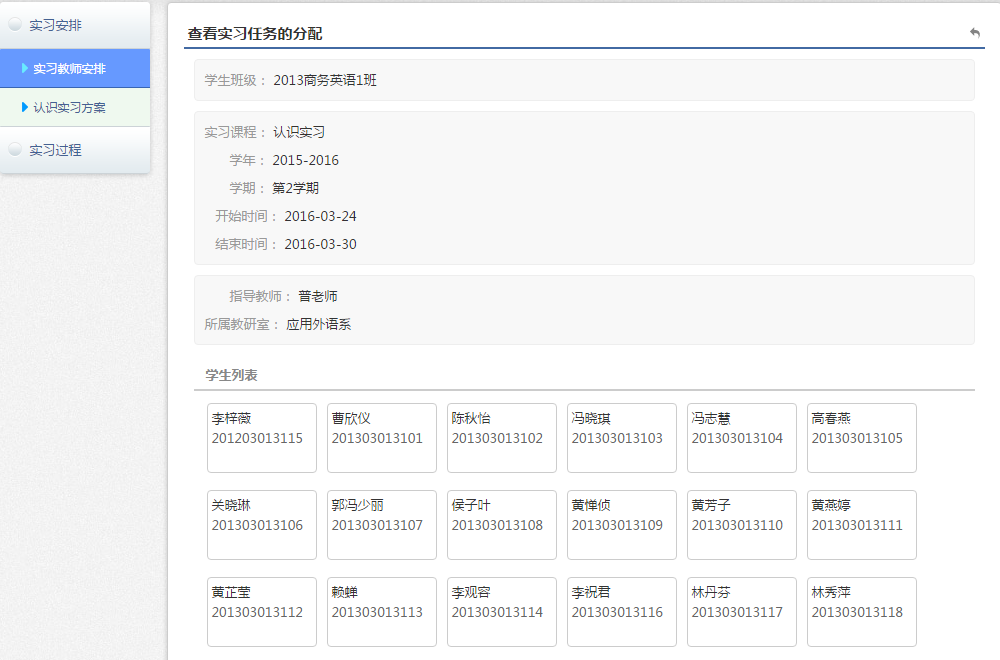 实习安排
实习教师安排
认识实习方案
实习过程
查看实习任务的分配
学生班级： 2013商务英语1班
实习课程： 认识实习
学年： 2015-2016
学期： 第2学期
开始时间： 2016-03-24
结束时间： 2016-03-30
指导教师： 普老师
所属教研室： 应用外语系
学生列表
李梓薇 曹欣仪 陈秋怡 冯晓琪 冯志慧 高春燕
201203013115 201303013101 201303013102 201303013103 201303013104 201303013105
关晓琳 郭冯少丽 侯子叶 黄惮侦 黄芳子 黄燕婷
201303013106 201303013107 201303013108 201303013109 201303013110 201303013111
黄芷莹 赖蝉 李观容 李祝君 林丹芬 林秀萍
201303013112 201303013113 201303013114 201303013116 201303013117 201303013118